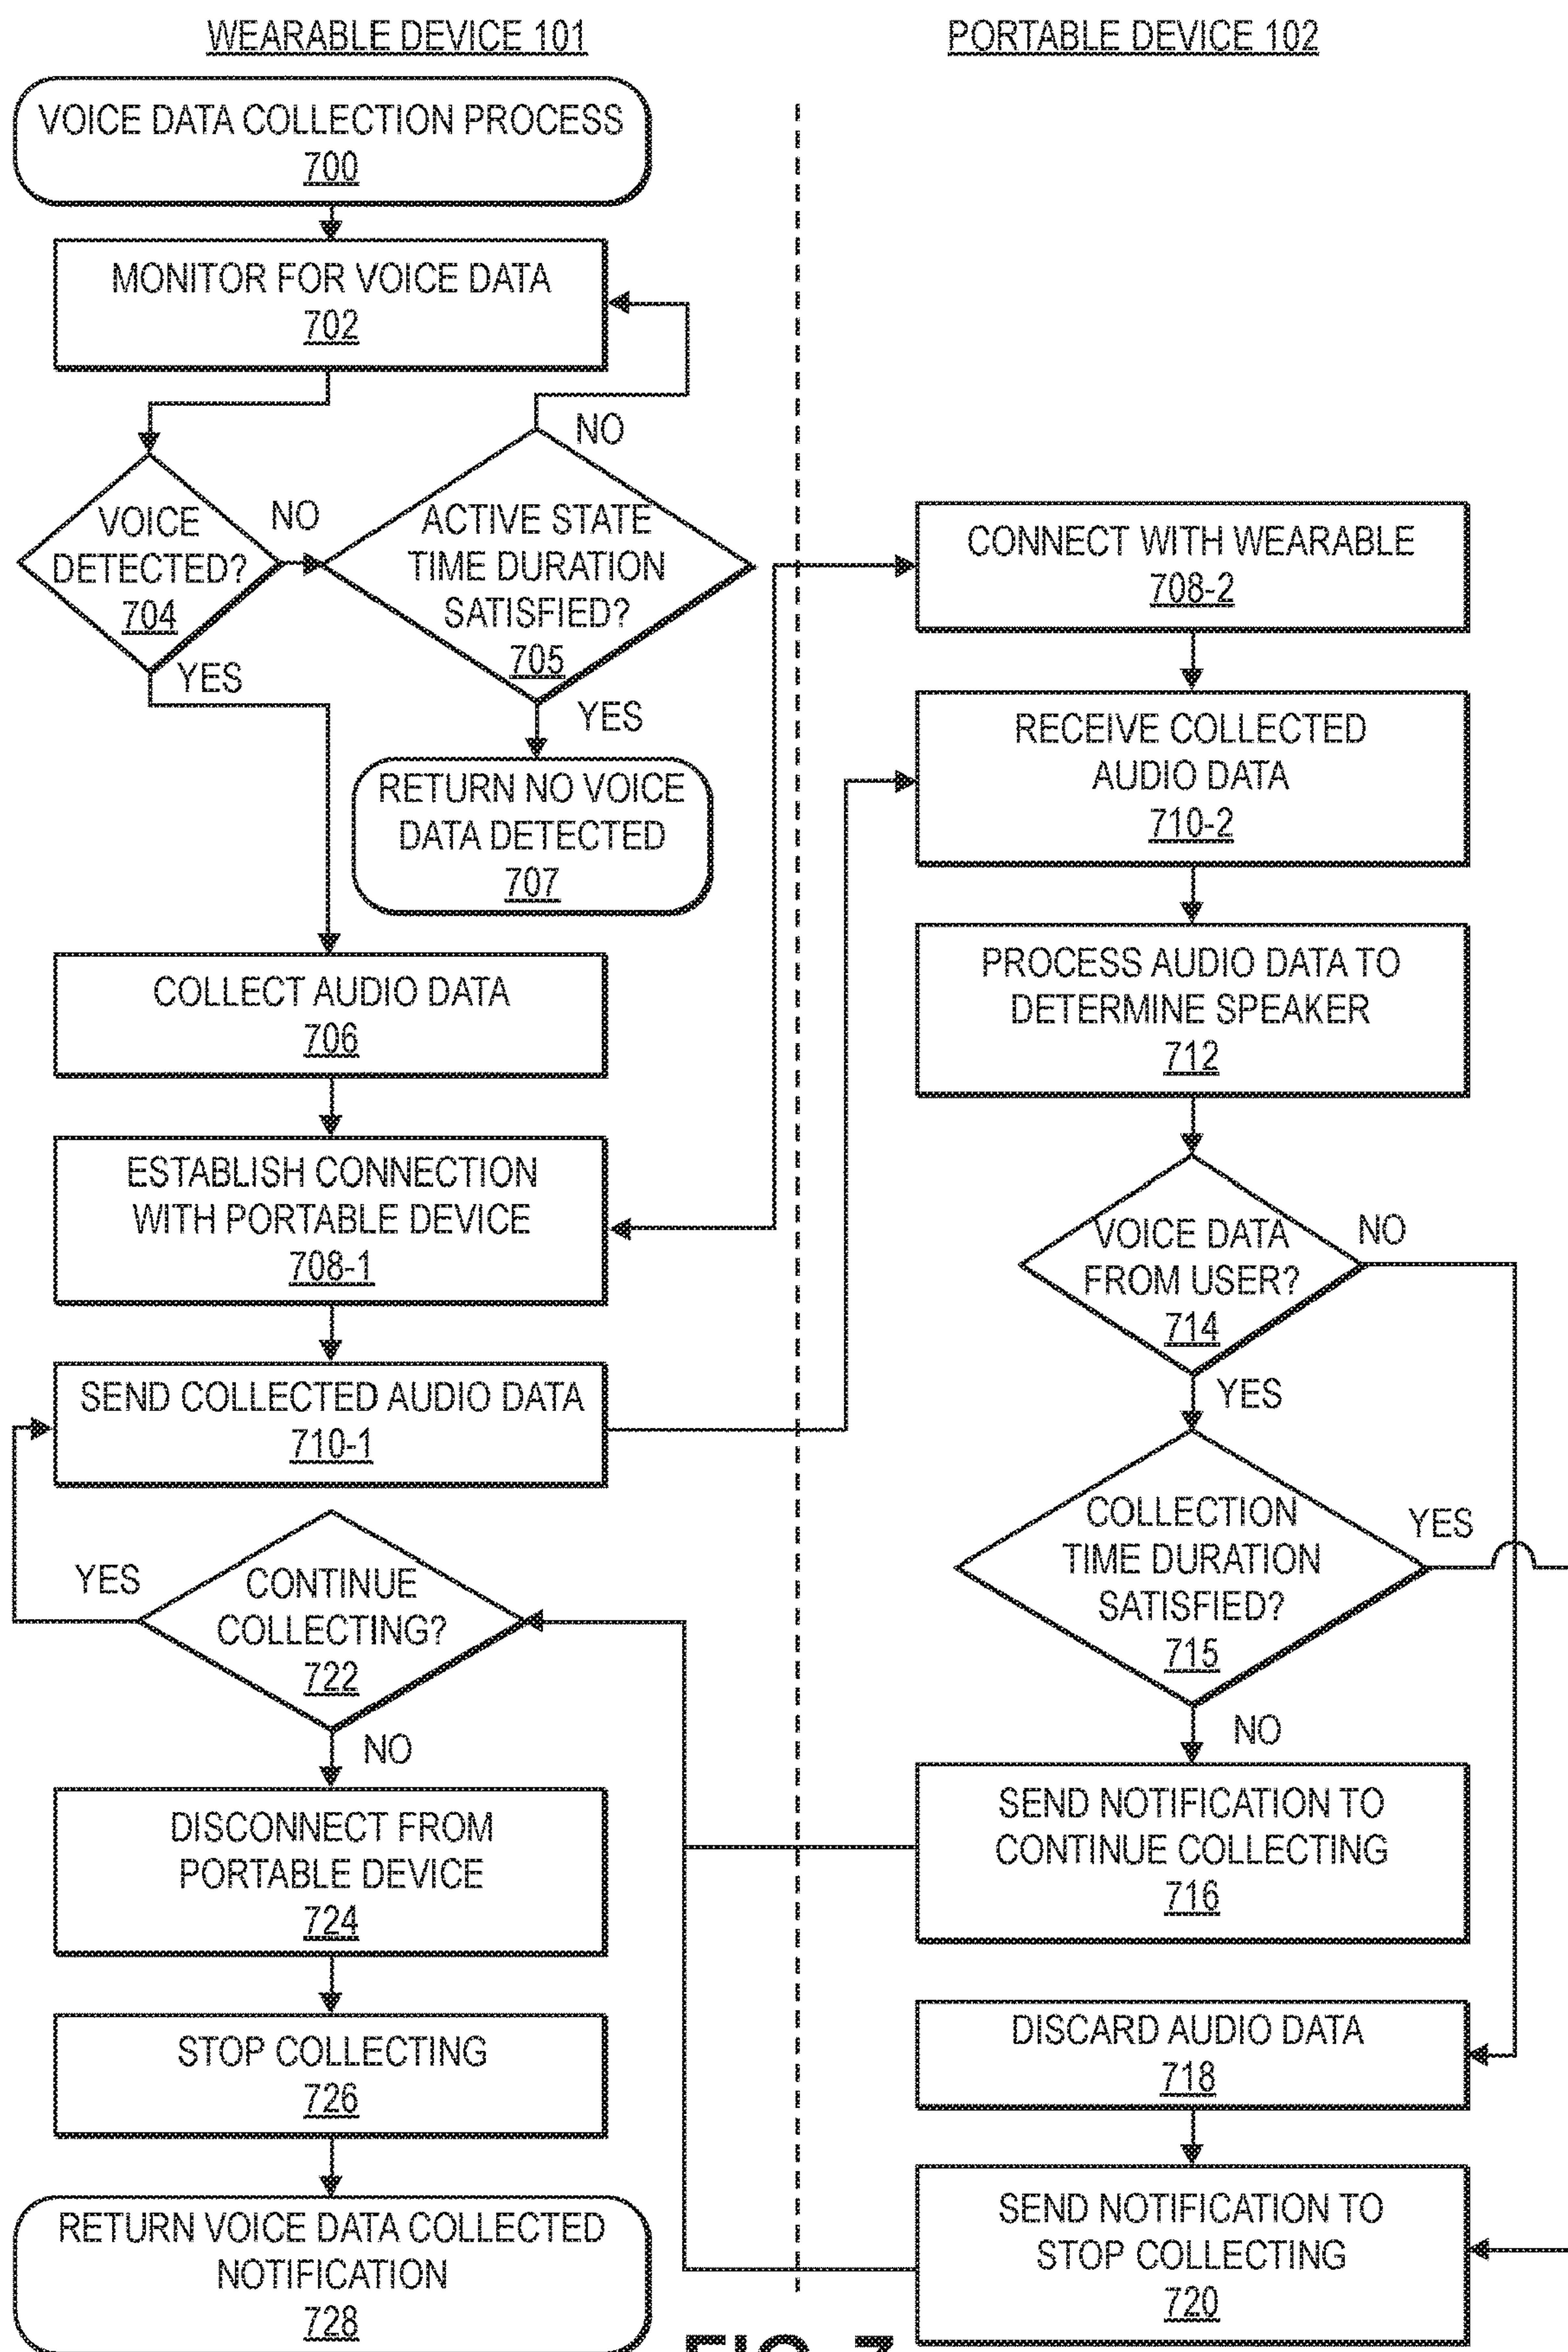 WEARABLE DEVICE 101
PORTABLE DEVICE 102
VOICE DATA COLLECTION PROCESS
700
MONITOR FOR VOICE DATA
702
VOICE
DETECTED?
704
NO
YES
ACTIVE STATE
TIME DURATION
SATISFIED?
705
NO
YES
RETURN NO VOICE
DATA DETECTED
707
COLLECT AUDIO DATA
706
ESTABLISH CONNECTION
WITH PORTABLE DEVICE
708-1
SEND COLLECTED AUDIO DATA
710-1
CONTINUE
COLLECTING?
722
YES
NO
DISCONNECT FROM
PORTABLE DEVICE
724
STOP COLLECTING
726
RETURN VOICE DATA COLLECTED
NOTIFICATION
728
CONNECT WITH WEARABLE
708-2
RECEIVE COLLECTED
AUDIO DATA
710-2
PROCESS AUDIO DATA TO
DETERMINE SPEAKER
712
VOICE DATA
FROM USER?
714
NO
YES
COLLECTION
TIME DURATION
SATISFIED?
715
YES
NO
SEND NOTIFICATION TO
CONTINUE COLLECTING
716
DISCARD AUDIO DATA
718
SEND NOTIFICATION TO
STOP COLLECTING
720